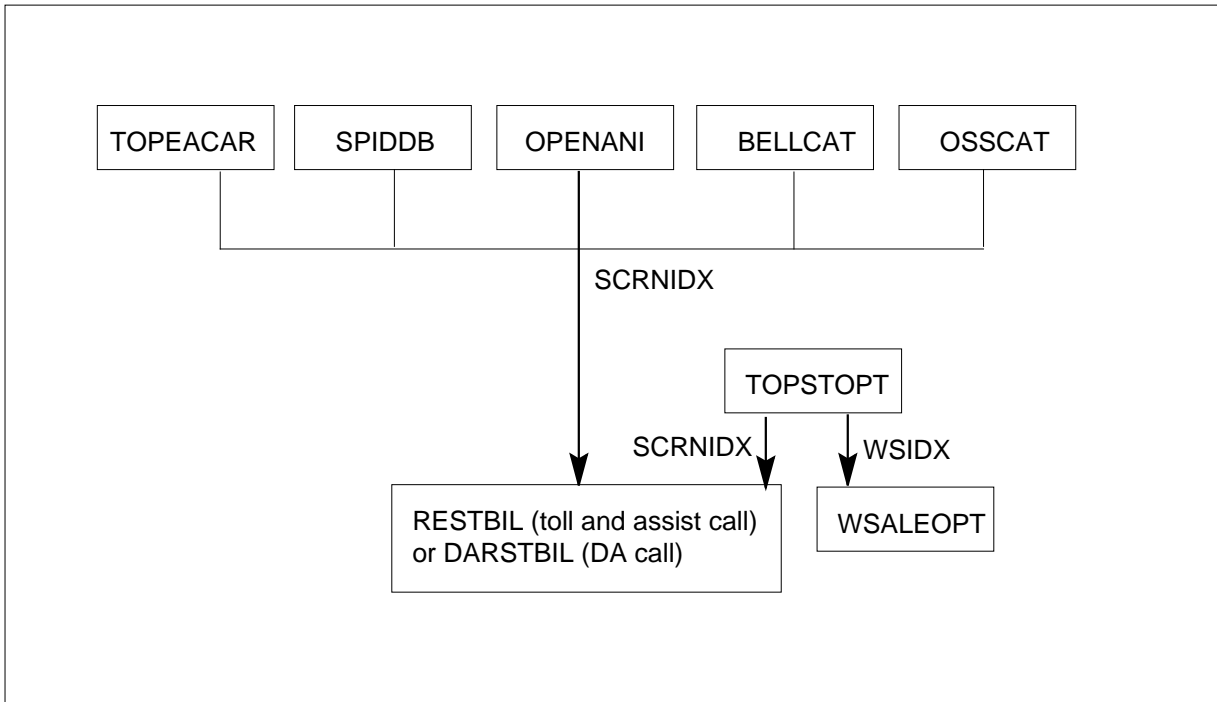 TOPEACAR
SPIDDB
OPENANI
BELLCAT
OSSCAT
SCRNIDX
TOPSTOPT
SCRNIDX
WSIDX
RESTBIL (toll and assist call)
or DARSTBIL (DA call)
WSALEOPT